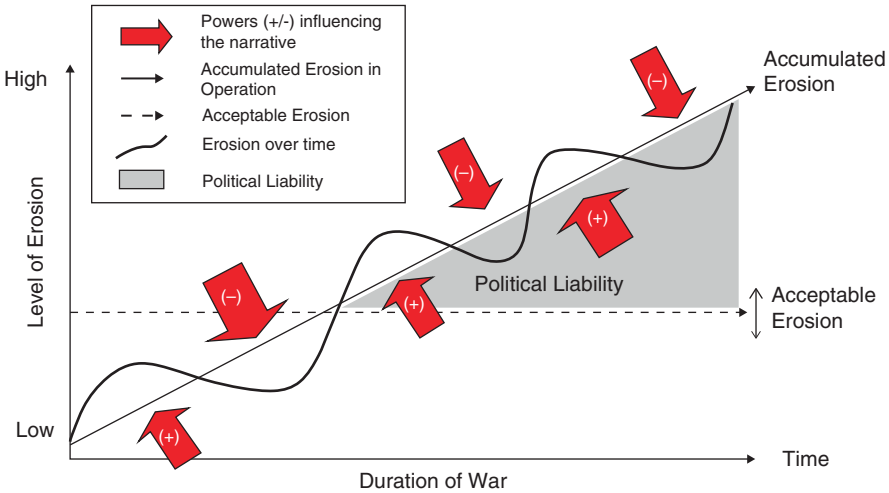 Powers (+/-) influencing
the narrative
Accumulated Erosion in
Operation
Acceptable Erosion
Erosion over time
Political Liability
High
Level of Erosion
Low
Accumulated
Erosion
(–)
(–)
(–)
(+)
(+)
(+)
Political Liability
Acceptable
Erosion
Time
Duration of War